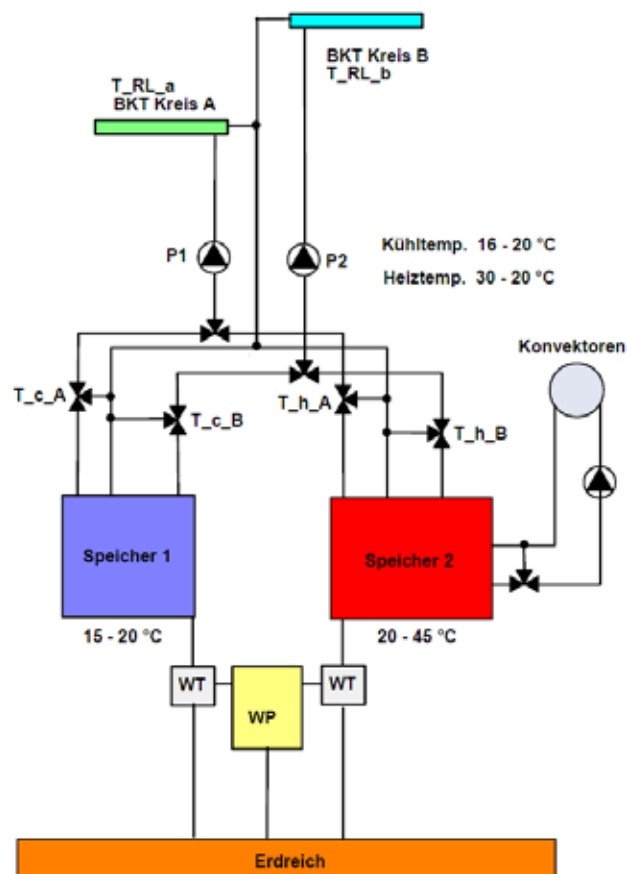 BKT Kreis B
T_RL_b
T_RL_a
BKT Kreis A
P1
P2
Kühltemp. 16 - 20 °C
Heiztemp. 30 - 20 °C
Konvektoren
T_c_A
T_c_B
T_h_A
T_h_B
Speicher 1
Speicher 2
15 - 20 °C
20 - 45 °C
WT
WP
WT
Erdreich